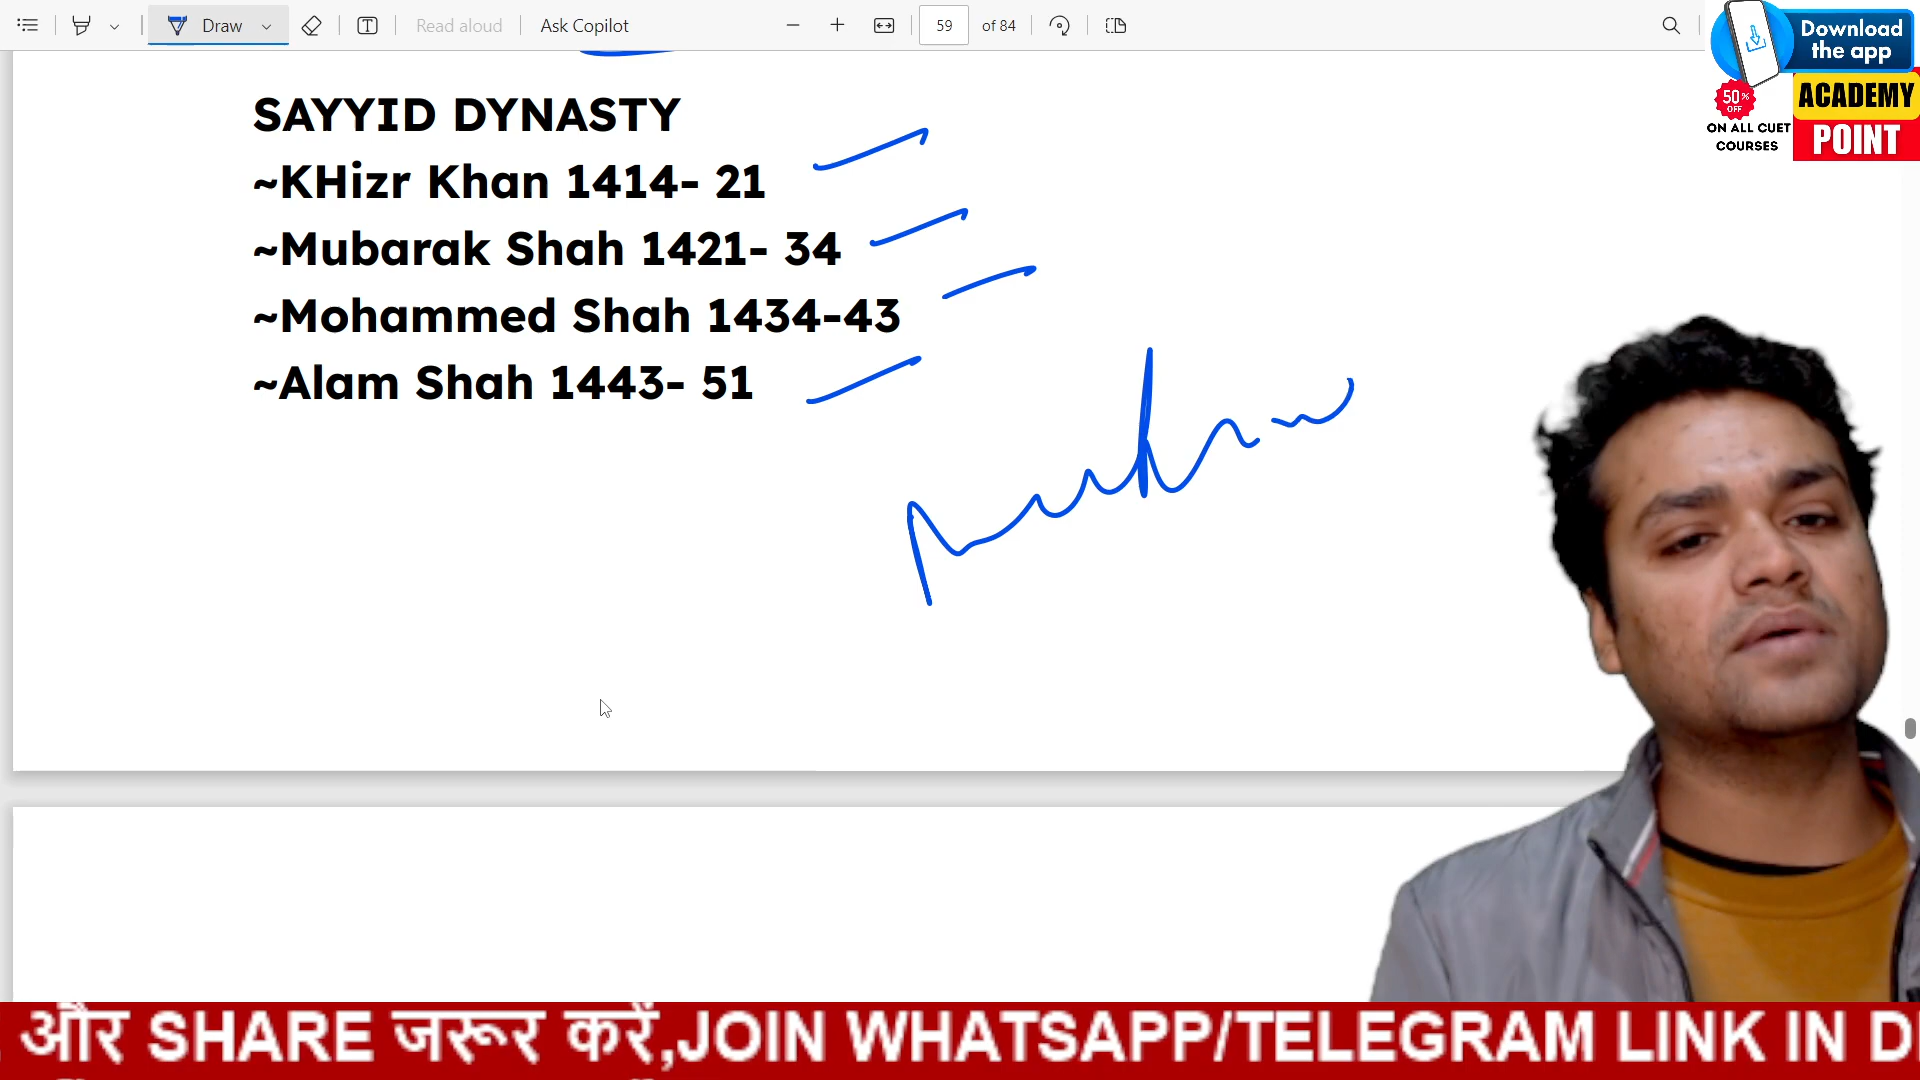 Draw
Read aloud
Ask Copilot
59
of 84
Download
the app
50%
OFF
ON ALL CUET
COURSES
ACADEMY
POINT
SAYYID DYNASTY
~KHizr Khan 1414- 21
~Mubarak Shah 1421- 34
~Mohammed Shah 1434-43
~Alam Shah 1443- 51
और SHARE जरूर करें,JOIN WHATSAPP/TELEGRAM LINK IN D